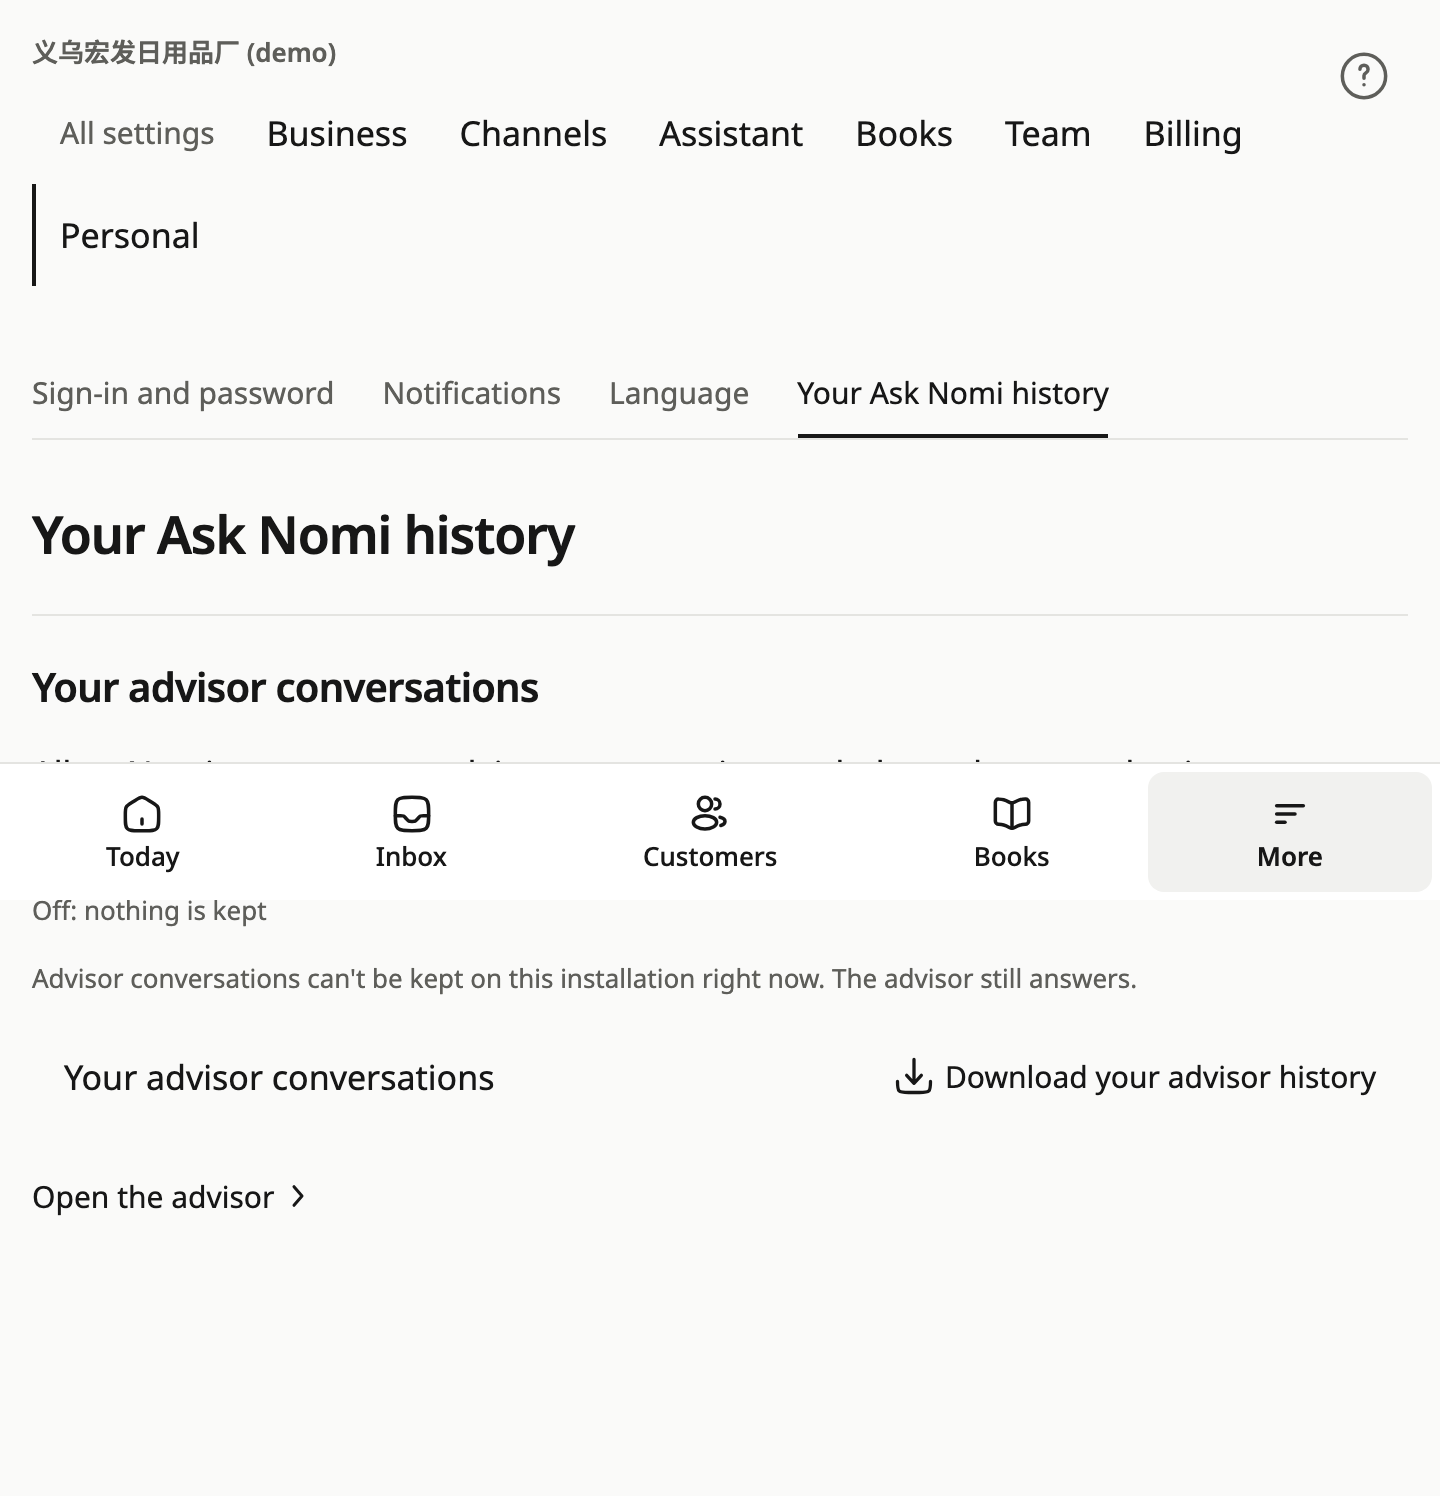 义乌宏发日用品厂 (demo)
All settings Business Channels Assistant Books Team Billing
Personal
Sign-in and password Notifications Language Your Ask Nomi history
Your Ask Nomi history
Your advisor conversations
Today Inbox Customers Books More
Off: nothing is kept
Advisor conversations can't be kept on this installation right now. The advisor still answers.
Your advisor conversations Download your advisor history
Open the advisor